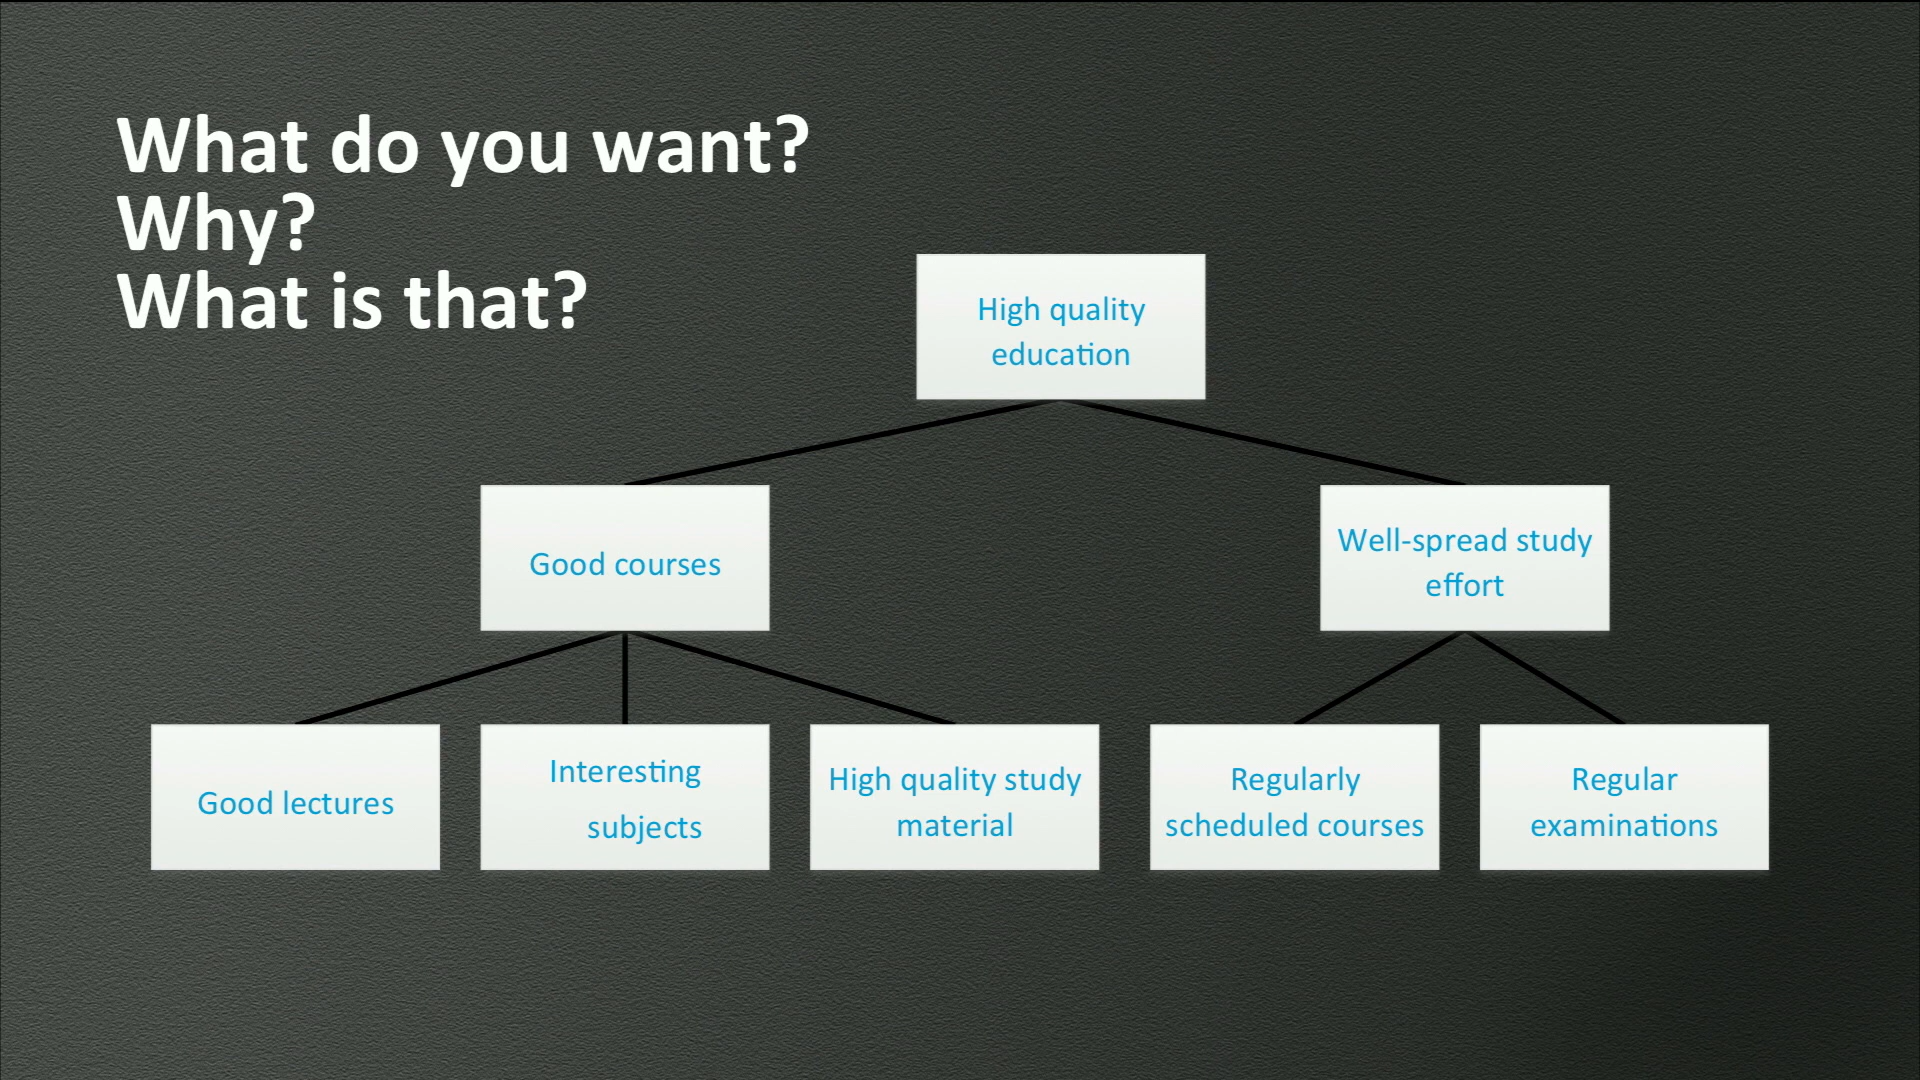 What do you want?
Why?
What is that?
High quality
education
Good courses
Well-spread study
effort
Good lectures
Interesting
subjects
High quality study
material
Regularly
scheduled courses
Regular
examinations